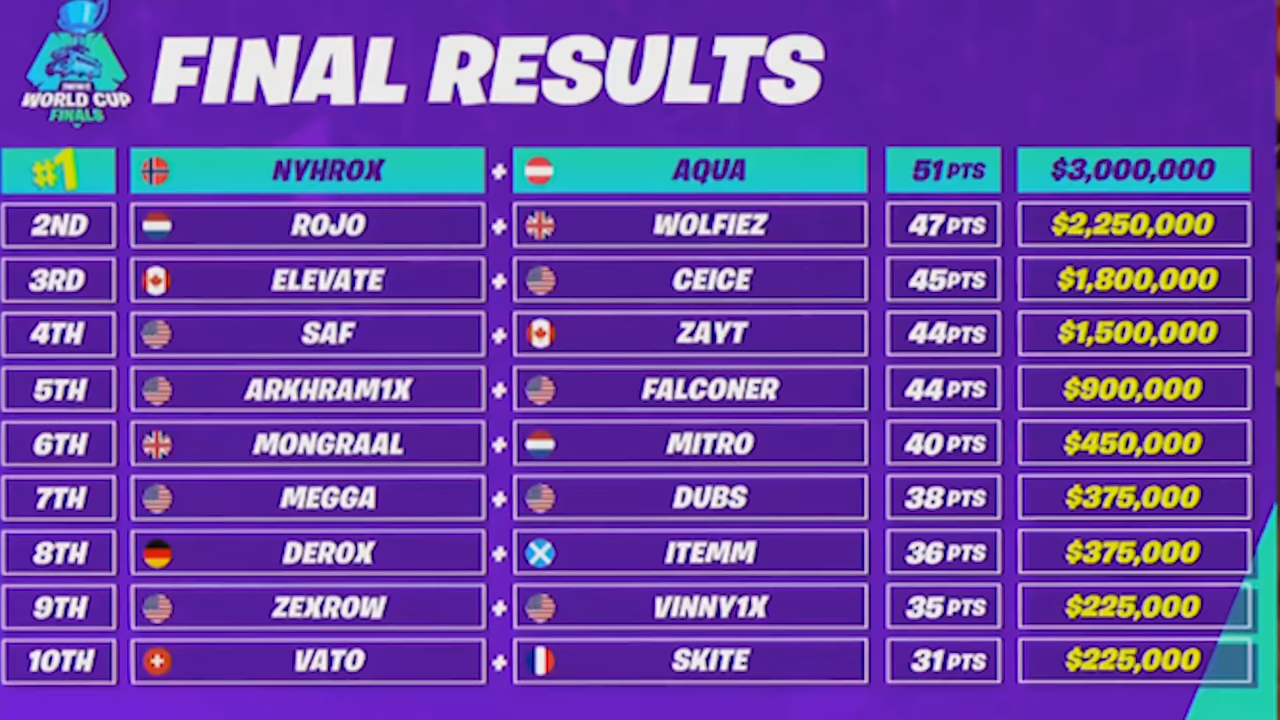 WORLD CUP
FINALS
FINAL RESULTS
#1 NYHROX + AQUA 51 PTS $3,000,000
2ND ROJO + WOLFIEZ 47 PTS $2,250,000
3RD ELEVATE + CEICE 45 PTS $1,800,000
4TH SAF + ZAYT 44 PTS $1,500,000
5TH ARKHRAM1X + FALCONER 44 PTS $900,000
6TH MONGRAAL + MITRO 40 PTS $450,000
7TH MEGGA + DUBS 38 PTS $375,000
8TH DEROX + ITEMM 36 PTS $375,000
9TH ZEXROW + VINNY1X 35 PTS $225,000
10TH VATO + SKITE 31 PTS $225,000